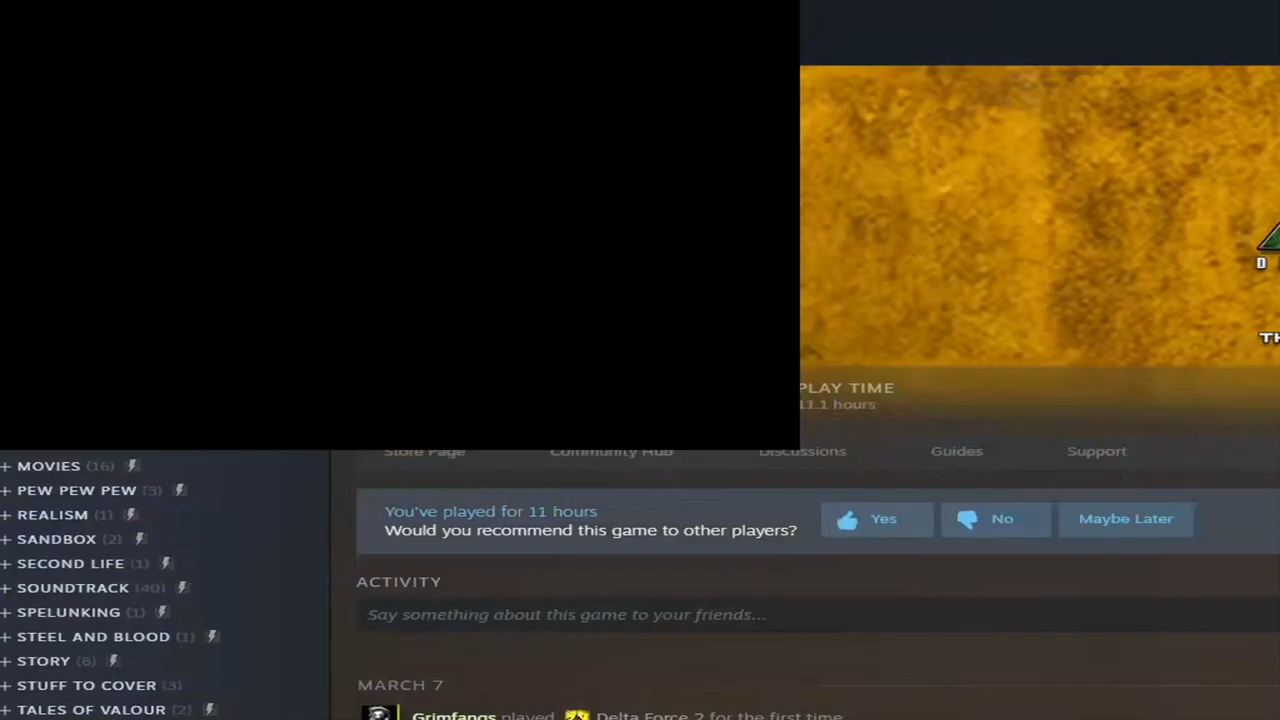 D
TH
PLAY TIME
11.1 hours
Store Page Community Hub Discussions Guides Support
+ MOVIES (16)
+ PEW PEW PEW (3)
+ REALISM (1)
+ SANDBOX (2)
+ SECOND LIFE (1)
+ SOUNDTRACK (40)
+ SPELUNKING (1)
+ STEEL AND BLOOD (1)
+ STORY (6)
+ STUFF TO COVER (3)
+ TALES OF VALOUR (2)
You've played for 11 hours
Would you recommend this game to other players?
Yes No Maybe Later
ACTIVITY
Say something about this game to your friends...
MARCH 7
Grimfangs played Delta Force 2 for the first time